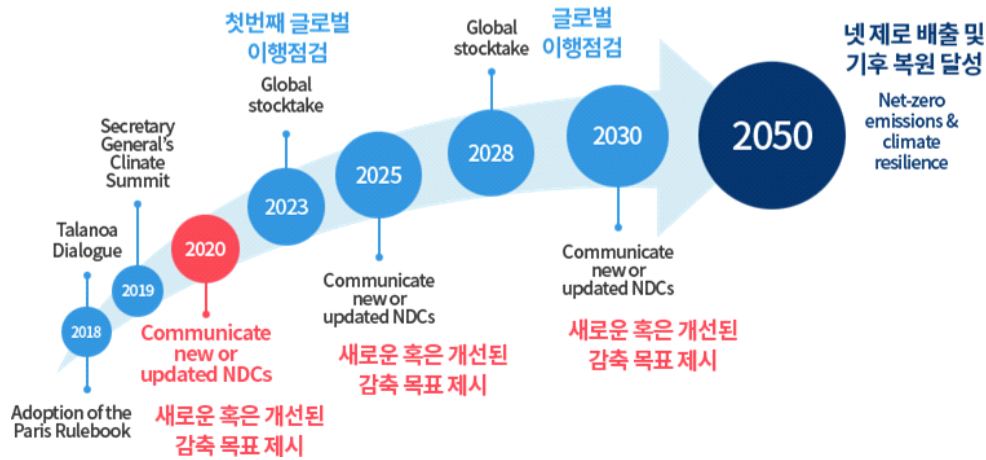 첫번째 글로벌
이행점검
Global
stocktake
Global
stocktake
글로벌
이행점검
넷 제로 배출 및
기후 복원 달성
Net-zero
emissions &
climate
resilience
Secretary
General's
Clinate
Summit
Talanoa
Dialogue
2018
2019
2020
2023
2025
2028
2030
2050
Adoption of the
Paris Rulebook
Communicate
new or
updated NDCs
새로운 혹은 개선된
감축 목표 제시
Communicate
new or
updated NDCs
새로운 혹은 개선된
감축 목표 제시
Communicate
new or
updated NDCs
새로운 혹은 개선된
감축 목표 제시